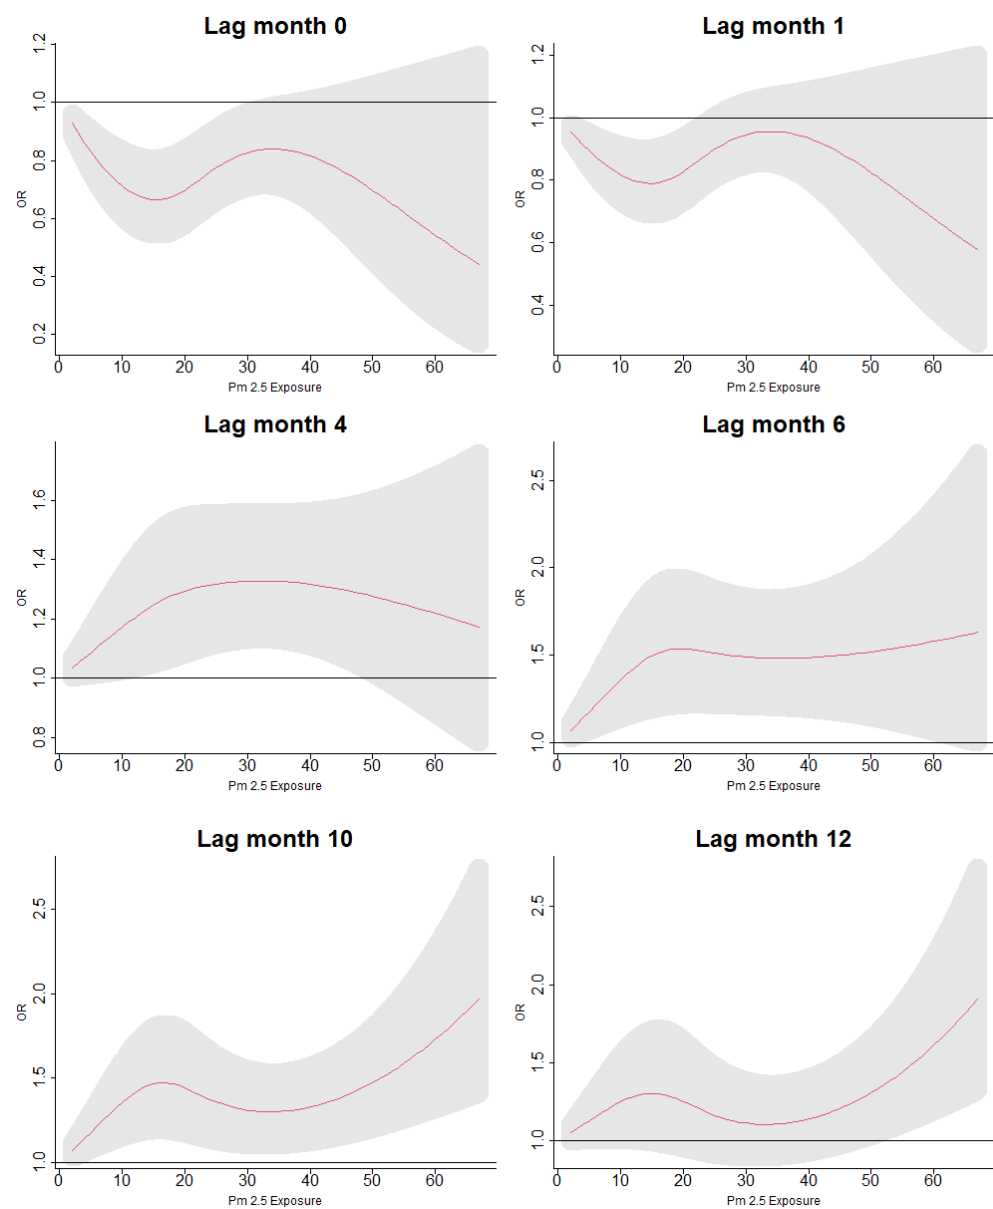 Lag month 0
OR
0.2 0.4 0.6 0.8 1.0 1.2
0 10 20 30 40 50 60
Pm 2.5 Exposure
Lag month 1
OR
0.4 0.6 0.8 1.0 1.2
0 10 20 30 40 50 60
Pm 2.5 Exposure
Lag month 4
OR
0.8 1.0 1.2 1.4 1.6
0 10 20 30 40 50 60
Pm 2.5 Exposure
Lag month 6
OR
1.0 1.5 2.0 2.5
0 10 20 30 40 50 60
Pm 2.5 Exposure
Lag month 10
OR
1.0 1.5 2.0 2.5
0 10 20 30 40 50 60
Pm 2.5 Exposure
Lag month 12
OR
1.0 1.5 2.0 2.5
0 10 20 30 40 50 60
Pm 2.5 Exposure